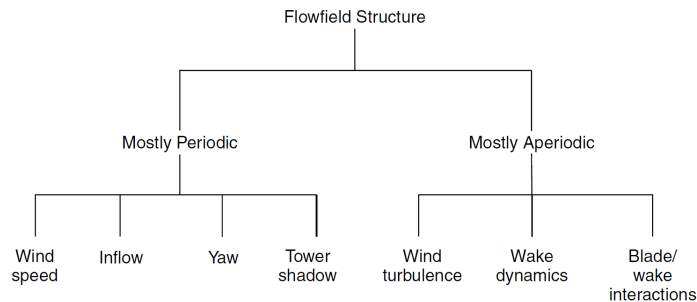 Flowfield Structure
Mostly Periodic
Mostly Aperiodic
Wind
speed
Inflow
Yaw
Tower
shadow
Wind
turbulence
Wake
dynamics
Blade/
wake
interactions